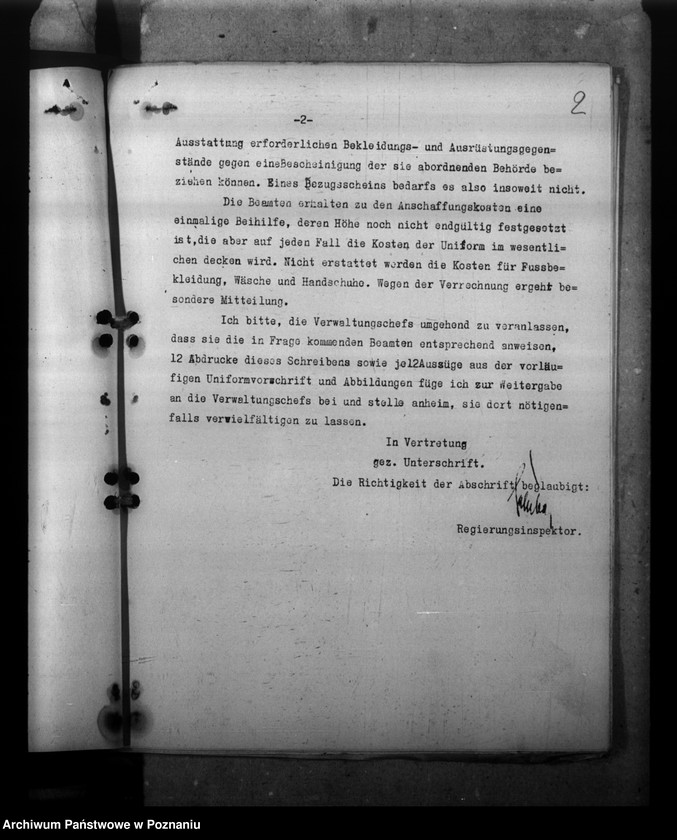 2
-2-
Ausstattung erforderlichen Bekleidungs- und Ausrüstungsgegen=
stände gegen eineBescheinigung der sie abordnenden Behörde be=
ziehen können. Eines Bezugsscheins bedarfs es also insoweit nicht.
Die Beamten erhalten zu den Anschaffungskosten eine
einmalige Beihilfe, deren Höhe noch nicht endgültig festgesetzt
ist,die aber auf jeden Fall die Kosten der Uniform im wesentli=
chen decken wird. Nicht erstattet werden die Kosten für Fussbe=
kleidung, Wäsche und Handschuhe. Wegen der Verrechnung ergeht be=
sondere Mitteilung.
Ich bitte, die Verwaltungschefs umgehend zu veranlassen,
dass sie die in Frage kommenden Beamten entsprechend anweisen,
12 Abdrucke dieses Schreibens sowie je12Auszüge aus der vorläu=
figen Uniformvorschrift und Abbildungen füge ich zur Weitergabe
an die Verwaltungschefs bei und stelle anheim, sie dort nötigen=
falls verwielfältigen zu lassen.
In Vertretung
gez. Unterschrift.
Die Richtigkeit der Abschrift beglaubigt:
Regierungsinspektor.
Archiwum Państwowe w Poznaniu